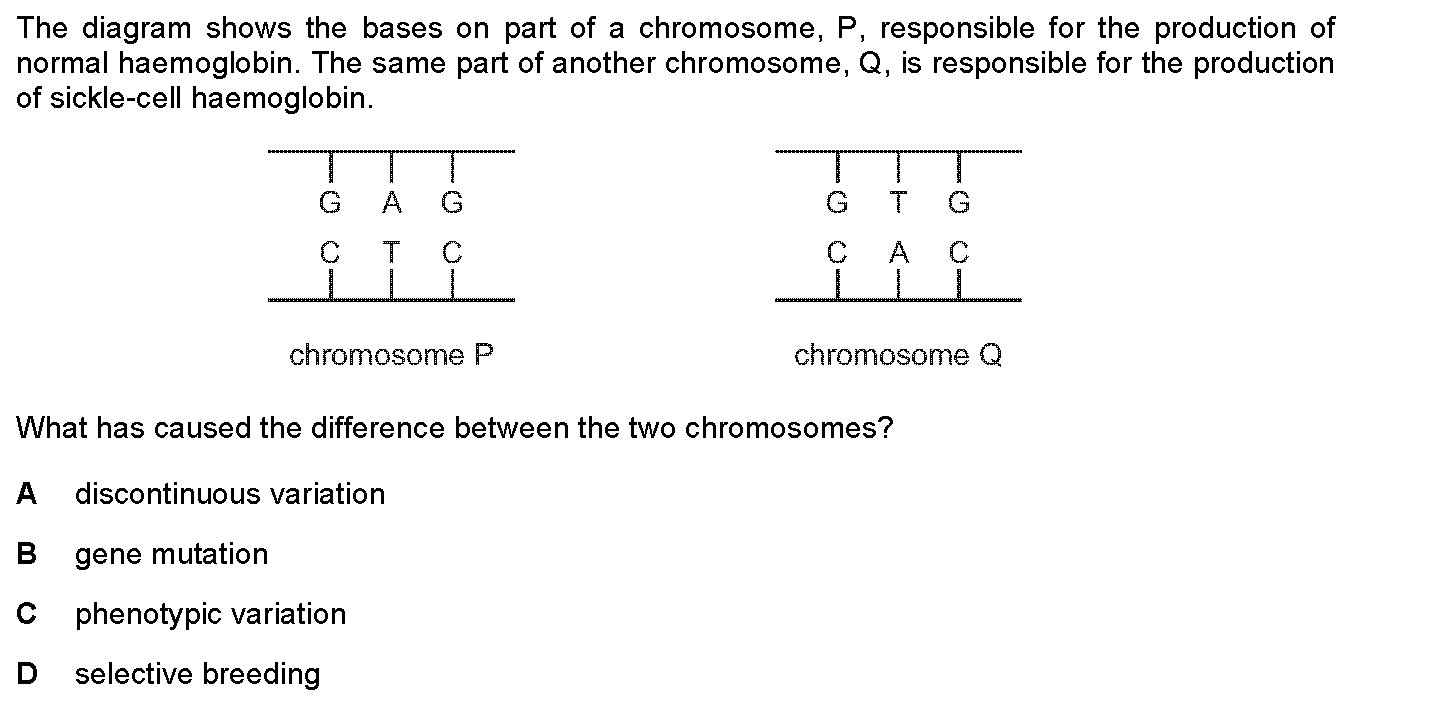 The diagram shows the bases on part of a chromosome, P, responsible for the production of
normal haemoglobin. The same part of another chromosome, Q, is responsible for the production
of sickle-cell haemoglobin.
G A G G T G
C T C C A C
chromosome P chromosome Q
What has caused the difference between the two chromosomes?
A discontinuous variation
B gene mutation
C phenotypic variation
D selective breeding